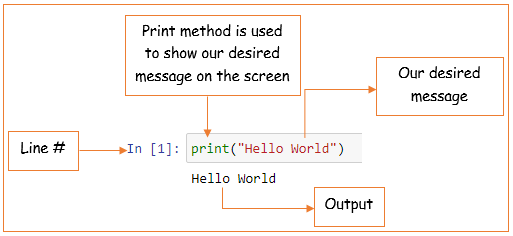 Print method is used
to show our desired
message on the screen
Our desired
message
Line #
In [1]: print("Hello World")
Hello World
Output